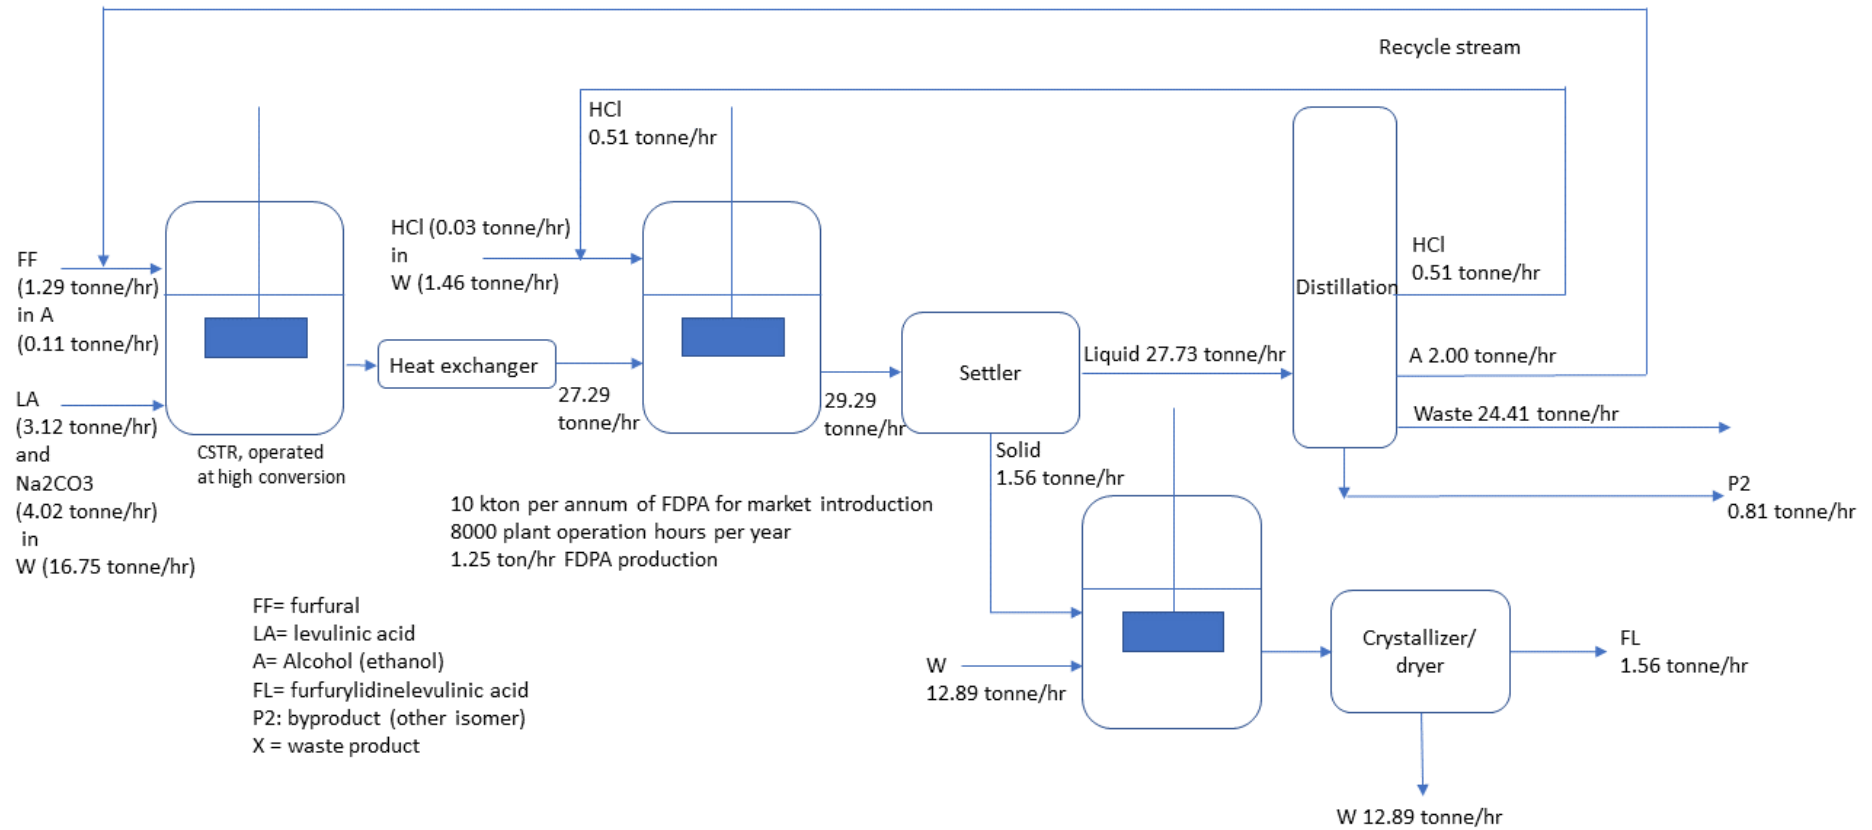 Recycle stream
HCl
0.51 tonne/hr
HCl (0.03 tonne/hr)
in
W (1.46 tonne/hr)
FF
(1.29 tonne/hr)
in A
(0.11 tonne/hr)
LA
(3.12 tonne/hr)
and
Na2CO3
(4.02 tonne/hr)
in
W (16.75 tonne/hr)
CSTR, operated
at high conversion
Heat exchanger
27.29
tonne/hr
29.29
tonne/hr
Settler
Liquid 27.73 tonne/hr
Solid
1.56 tonne/hr
Distillation
HCl
0.51 tonne/hr
A 2.00 tonne/hr
Waste 24.41 tonne/hr
P2
0.81 tonne/hr
10 kton per annum of FDPA for market introduction
8000 plant operation hours per year
1.25 ton/hr FDPA production
FF= furfural
LA= levulinic acid
A= Alcohol (ethanol)
FL= furfurylidinelevulinic acid
P2: byproduct (other isomer)
X = waste product
W
12.89 tonne/hr
Crystallizer/
dryer
FL
1.56 tonne/hr
W 12.89 tonne/hr